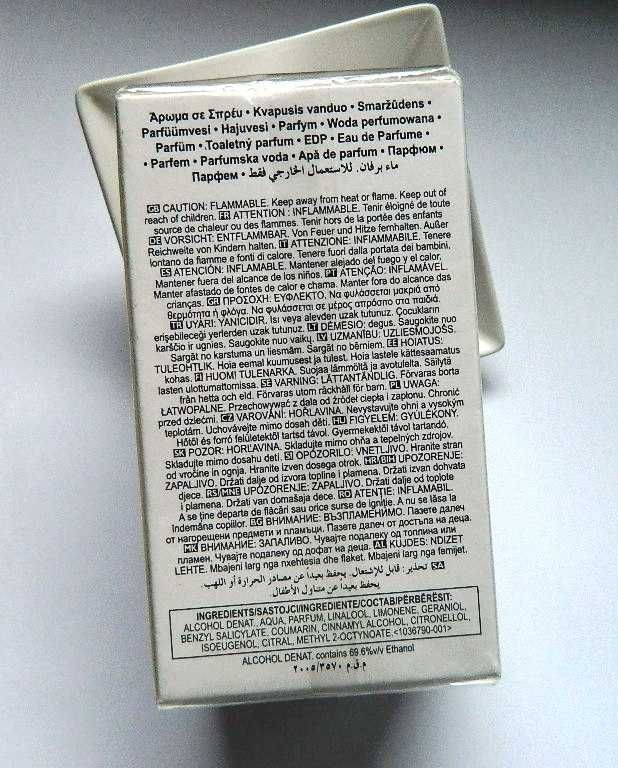 Άρωμα σε Σπρέυ • Kvapusis vanduo • Smaržūdens •
Parfüümvesi • Hajuvesi • Parfym • Woda perfumowana •
Parfüm • Toaletný parfum • EDP • Eau de Parfume •
• Parfem • Parfumska voda • Apă de parfum • Парфюм •
Парфем • ماء برفان. للاستعمال الخارجي فقط
GB CAUTION: FLAMMABLE. Keep away from heat or flame. Keep out of
reach of children. FR ATTENTION : INFLAMMABLE. Tenir éloigné de toute
source de chaleur ou des flammes. Tenir hors de la portée des enfants
DE VORSICHT: ENTFLAMMBAR. Von Feuer und Hitze fernhalten. Außer
Reichweite von Kindern halten. IT ATTENZIONE: INFIAMMABILE. Tenere
lontano da fiamme e fonti di calore. Tenere fuori dalla portata dei bambini.
ES ATENCIÓN: INFLAMABLE. Mantener alejado del fuego y el calor.
Mantener fuera del alcance de los niños. PT ATENÇÃO: INFLAMÁVEL.
Manter afastado de fontes de calor e chama. Manter fora do alcance das
crianças. GR ΠΡΟΣΟΧΗ: ΕΥΦΛΕΚΤΟ. Να φυλάσσεται μακριά από
θερμότητα ή φλόγα. Να φυλάσσεται σε μέρος απρόσιτο στα παιδιά.
TR UYARI: YANICIDIR. Isı veya alevden uzak tutunuz. Çocukların
erişebileceği yerlerden uzak tutunuz. LT DĖMESIO: degus. Saugokite nuo
karščio ir ugnies. Saugokite nuo vaikų. LV UZMANĪBU: UZLIESMOJOŠS.
Sargāt no karstuma un liesmām. Sargāt no bērniem. EE HOIATUS:
TULEOHTLIK. Hoia eemal kuumusest ja tulest. Hoia lastele kättesaamatus
kohas. FI HUOM! TULENARKA. Suojaa lämmöltä ja avotulelta. Säilytä
lasten ulottumattomissa. SE VARNING: LÄTTANTÄNDLIG. Förvaras borta
från hetta och eld. Förvaras utom räckhåll för barn. PL UWAGA:
ŁATWOPALNE. Przechowywać z dala od źródeł ciepła i zapłonu. Chronić
przed dziećmi. CZ VAROVÁNÍ: HOŘLAVINA. Nevystavujte ohni a vysokým
teplotám. Uchovávejte mimo dosah dětí. HU FIGYELEM: GYÚLÉKONY.
Hőtől és forró felületektől tartsd távol. Gyermekektől távol tartandó.
SK POZOR: HORĽAVINA. Skladujte mimo ohňa a tepelných zdrojov.
Skladujte mimo dosahu detí. SI OPOZORILO: VNETLJIVO. Hranite stran
od vročine in ognja. Hranite izven dosega otrok. HR/BIH UPOZORENJE:
ZAPALJIVO. Držati dalje od izvora topline i plamena. Držati izvan dohvata
djece. RS/MNE UPOZORENJE: ZAPALJIVO. Držati dalje od toplote
i plamena. Držati van domašaja dece. RO ATENȚIE: INFLAMABIL.
A se ține departe de flăcări sau orice surse de igniție. A nu se lăsa la
îndemâna copiilor. BG ВНИМАНИЕ: ВЪЗПЛАМЕНИМО. Пазете далеч
от нагорещени предмети и пламъци. Пазете далеч от достъпа на деца.
MK ВНИМАНИЕ: ЗАПАЛИВО. Чувајте подалеку од топлина или
пламен. Чувајте подалеку од дофат на деца. AL KUJDES: NDIZET
LEHTE. Mbajeni larg nga nxehtesia dhe flaket. Mbajeni larg nga femijet.
SA تحذير: قابل للاشتعال. يحفظ بعيداً عن مصادر الحرارة أو اللهب.
يحفظ بعيداً عن متناول الأطفال.
INGREDIENTS/SASTOJCI/INGREDIENTE/СОСТАВ/PËRBËRËSIT:
ALCOHOL DENAT., AQUA, PARFUM, LINALOOL, LIMONENE, GERANIOL,
BENZYL SALICYLATE, COUMARIN, CINNAMYL ALCOHOL, CITRONELLOL,
ISOEUGENOL, CITRAL, METHYL 2-OCTYNOATE.<1036790-001>
ALCOHOL DENAT. contains 69.6%v/v Ethanol
م.ق.م ٢٠٠٥/٣٥٧٠